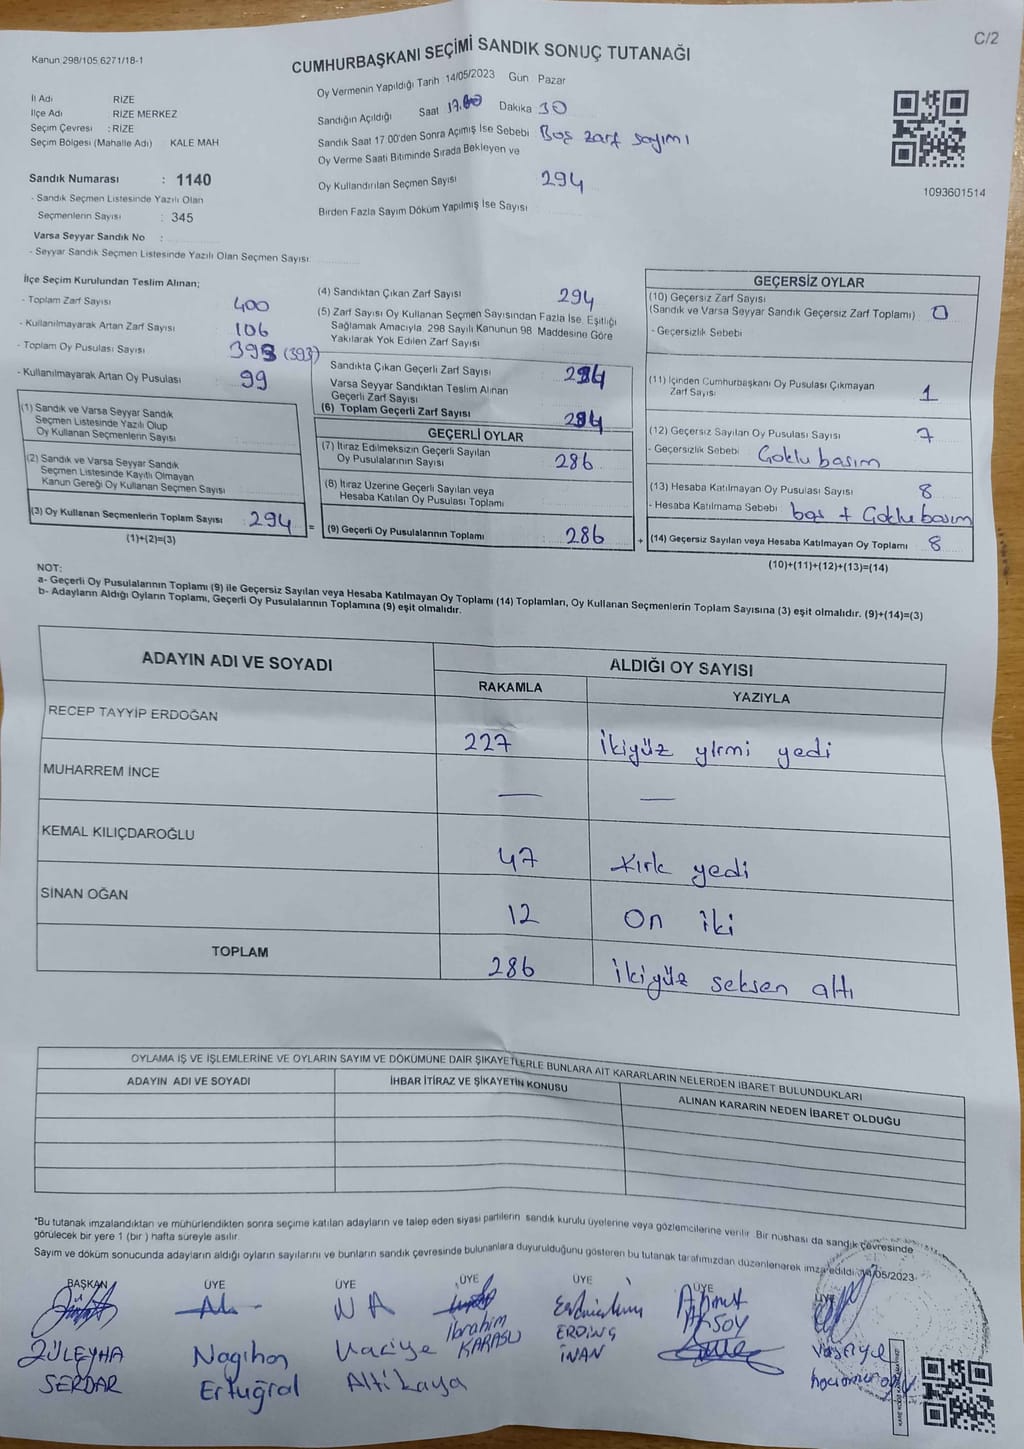 C/2
Kanun 298/105 6271/18-1
CUMHURBAŞKANI SEÇİMİ SANDIK SONUÇ TUTANAĞI
Oy Vermenin Yapıldığı Tarih 14/05/2023 Gün Pazar
İl Adı RİZE
İlçe Adı RİZE MERKEZ
Seçim Çevresi : RİZE
Seçim Bölgesi (Mahalle Adı) KALE MAH
Sandığın Açıldığı Saat 17.00 Dakika 30
Sandık Saat 17 00'den Sonra Açımış İse Sebebi Boş zarf sayımı
Oy Verme Saati Bitiminde Sırada Bekleyen ve
Oy Kullandırılan Seçmen Sayısı 294
Birden Fazla Sayım Döküm Yapılmış İse Sayısı
1093601514
Sandık Numarası : 1140
- Sandık Seçmen Listesinde Yazılı Olan
Seçmenlerin Sayısı : 345
Varsa Seyyar Sandık No :
- Seyyar Sandık Seçmen Listesinde Yazılı Olan Seçmen Sayısı:
İlçe Seçim Kurulundan Teslim Alınan;
- Toplam Zarf Sayısı 400
- Kullanılmayarak Artan Zarf Sayısı 106
- Toplam Oy Pusulası Sayısı 393 (393)
- Kullanılmayarak Artan Oy Pusulası 99
(1) Sandık ve Varsa Seyyar Sandık
Seçmen Listesinde Yazılı Olup
Oy Kullanan Seçmenlerin Sayısı
(2) Sandık ve Varsa Seyyar Sandık
Seçmen Listesinde Kayıtlı Olmayan
Kanun Gereği Oy Kullanan Seçmen Sayısı
(3) Oy Kullanan Seçmenlerin Toplam Sayısı 294 =
(1)+(2)=(3)
(4) Sandıktan Çıkan Zarf Sayısı 294
(5) Zarf Sayısı Oy Kullanan Seçmen Sayısından Fazla İse, Eşitliği
Sağlamak Amacıyla, 298 Sayılı Kanunun 98 Maddesine Göre
Yakılarak Yok Edilen Zarf Sayısı
Sandıkta Çıkan Geçerli Zarf Sayısı 294
Varsa Seyyar Sandıktan Teslim Alınan
Geçerli Zarf Sayısı
(6) Toplam Geçerli Zarf Sayısı 294
GEÇERLİ OYLAR
(7) İtiraz Edilmeksizin Geçerli Sayılan
Oy Pusulalarının Sayısı 286
(8) İtiraz Üzerine Geçerli Sayılan veya
Hesaba Katılan Oy Pusulası Toplamı
(9) Geçerli Oy Pusulalarının Toplamı 286 +
GEÇERSİZ OYLAR
(10) Geçersiz Zarf Sayısı
(Sandık ve Varsa Seyyar Sandık Geçersiz Zarf Toplamı) 0
- Geçersizlik Sebebi
(11) İçinden Cumhurbaşkanı Oy Pusulası Çıkmayan
Zarf Sayısı 1
(12) Geçersiz Sayılan Oy Pusulası Sayısı 7
- Geçersizlik Sebebi Çoklu basım
(13) Hesaba Katılmayan Oy Pusulası Sayısı 8
- Hesaba Katılmama Sebebi boş + Çoklu basım
(14) Geçersiz Sayılan veya Hesaba Katılmayan Oy Toplamı 8
(10)+(11)+(12)+(13)=(14)
NOT:
a- Geçerli Oy Pusulalarının Toplamı (9) ile Geçersiz Sayılan veya Hesaba Katılmayan Oy Toplamı (14) Toplamları, Oy Kullanan Seçmenlerin Toplam Sayısına (3) eşit olmalıdır. (9)+(14)=(3)
b- Adayların Aldığı Oyların Toplamı, Geçerli Oy Pusulalarının Toplamına (9) eşit olmalıdır.
ADAYIN ADI VE SOYADI ALDIĞI OY SAYISI
RAKAMLA YAZIYLA
RECEP TAYYİP ERDOĞAN 227 İkiyüz yirmi yedi
MUHARREM İNCE — —
KEMAL KILIÇDAROĞLU 47 Kırk yedi
SİNAN OĞAN 12 On iki
TOPLAM 286 İkiyüz seksen altı
OYLAMA İŞ VE İŞLEMLERİNE VE OYLARIN SAYIM VE DÖKÜMÜNE DAİR ŞİKAYETLERLE BUNLARA AİT KARARLARIN NELERDEN İBARET BULUNDUKLARI
ADAYIN ADI VE SOYADI İHBAR İTİRAZ VE ŞİKAYETİN KONUSU ALINAN KARARIN NEDEN İBARET OLDUĞU
*Bu tutanak imzalandıktan ve mühürlendikten sonra seçime katılan adayların ve talep eden siyasi partilerin sandık kurulu üyelerine veya gözlemcilerine verilir. Bir nüshası da sandık çevresinde
görülecek bir yere 1 (bir) hafta süreyle asılır.
Sayım ve döküm sonucunda adayların aldığı oyların sayılarını ve bunların sandık çevresinde bulunanlara duyurulduğunu gösteren bu tutanak tarafımızdan düzenlenerek imza edildi. 14/05/2023
BAŞKAN ÜYE ÜYE ÜYE ÜYE ÜYE ÜYE
ZÜLEYHA SERDAR
Nagihan Ertuğral
Naciye Altıkaya
İbrahim KARASU
ERDİNÇ İNAN
Ahmet AKSOY